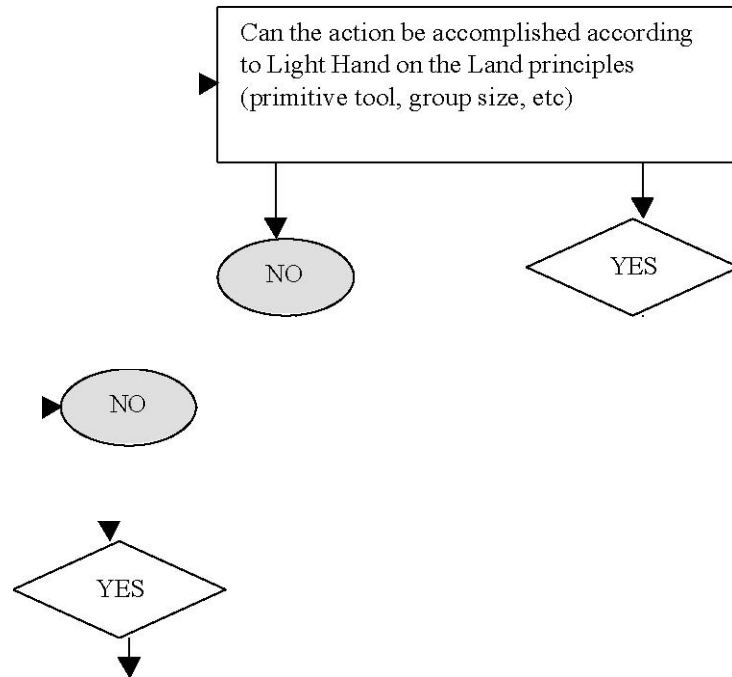 Can the action be accomplished according
to Light Hand on the Land principles
(primitive tool, group size, etc)
NO
YES
NO
YES